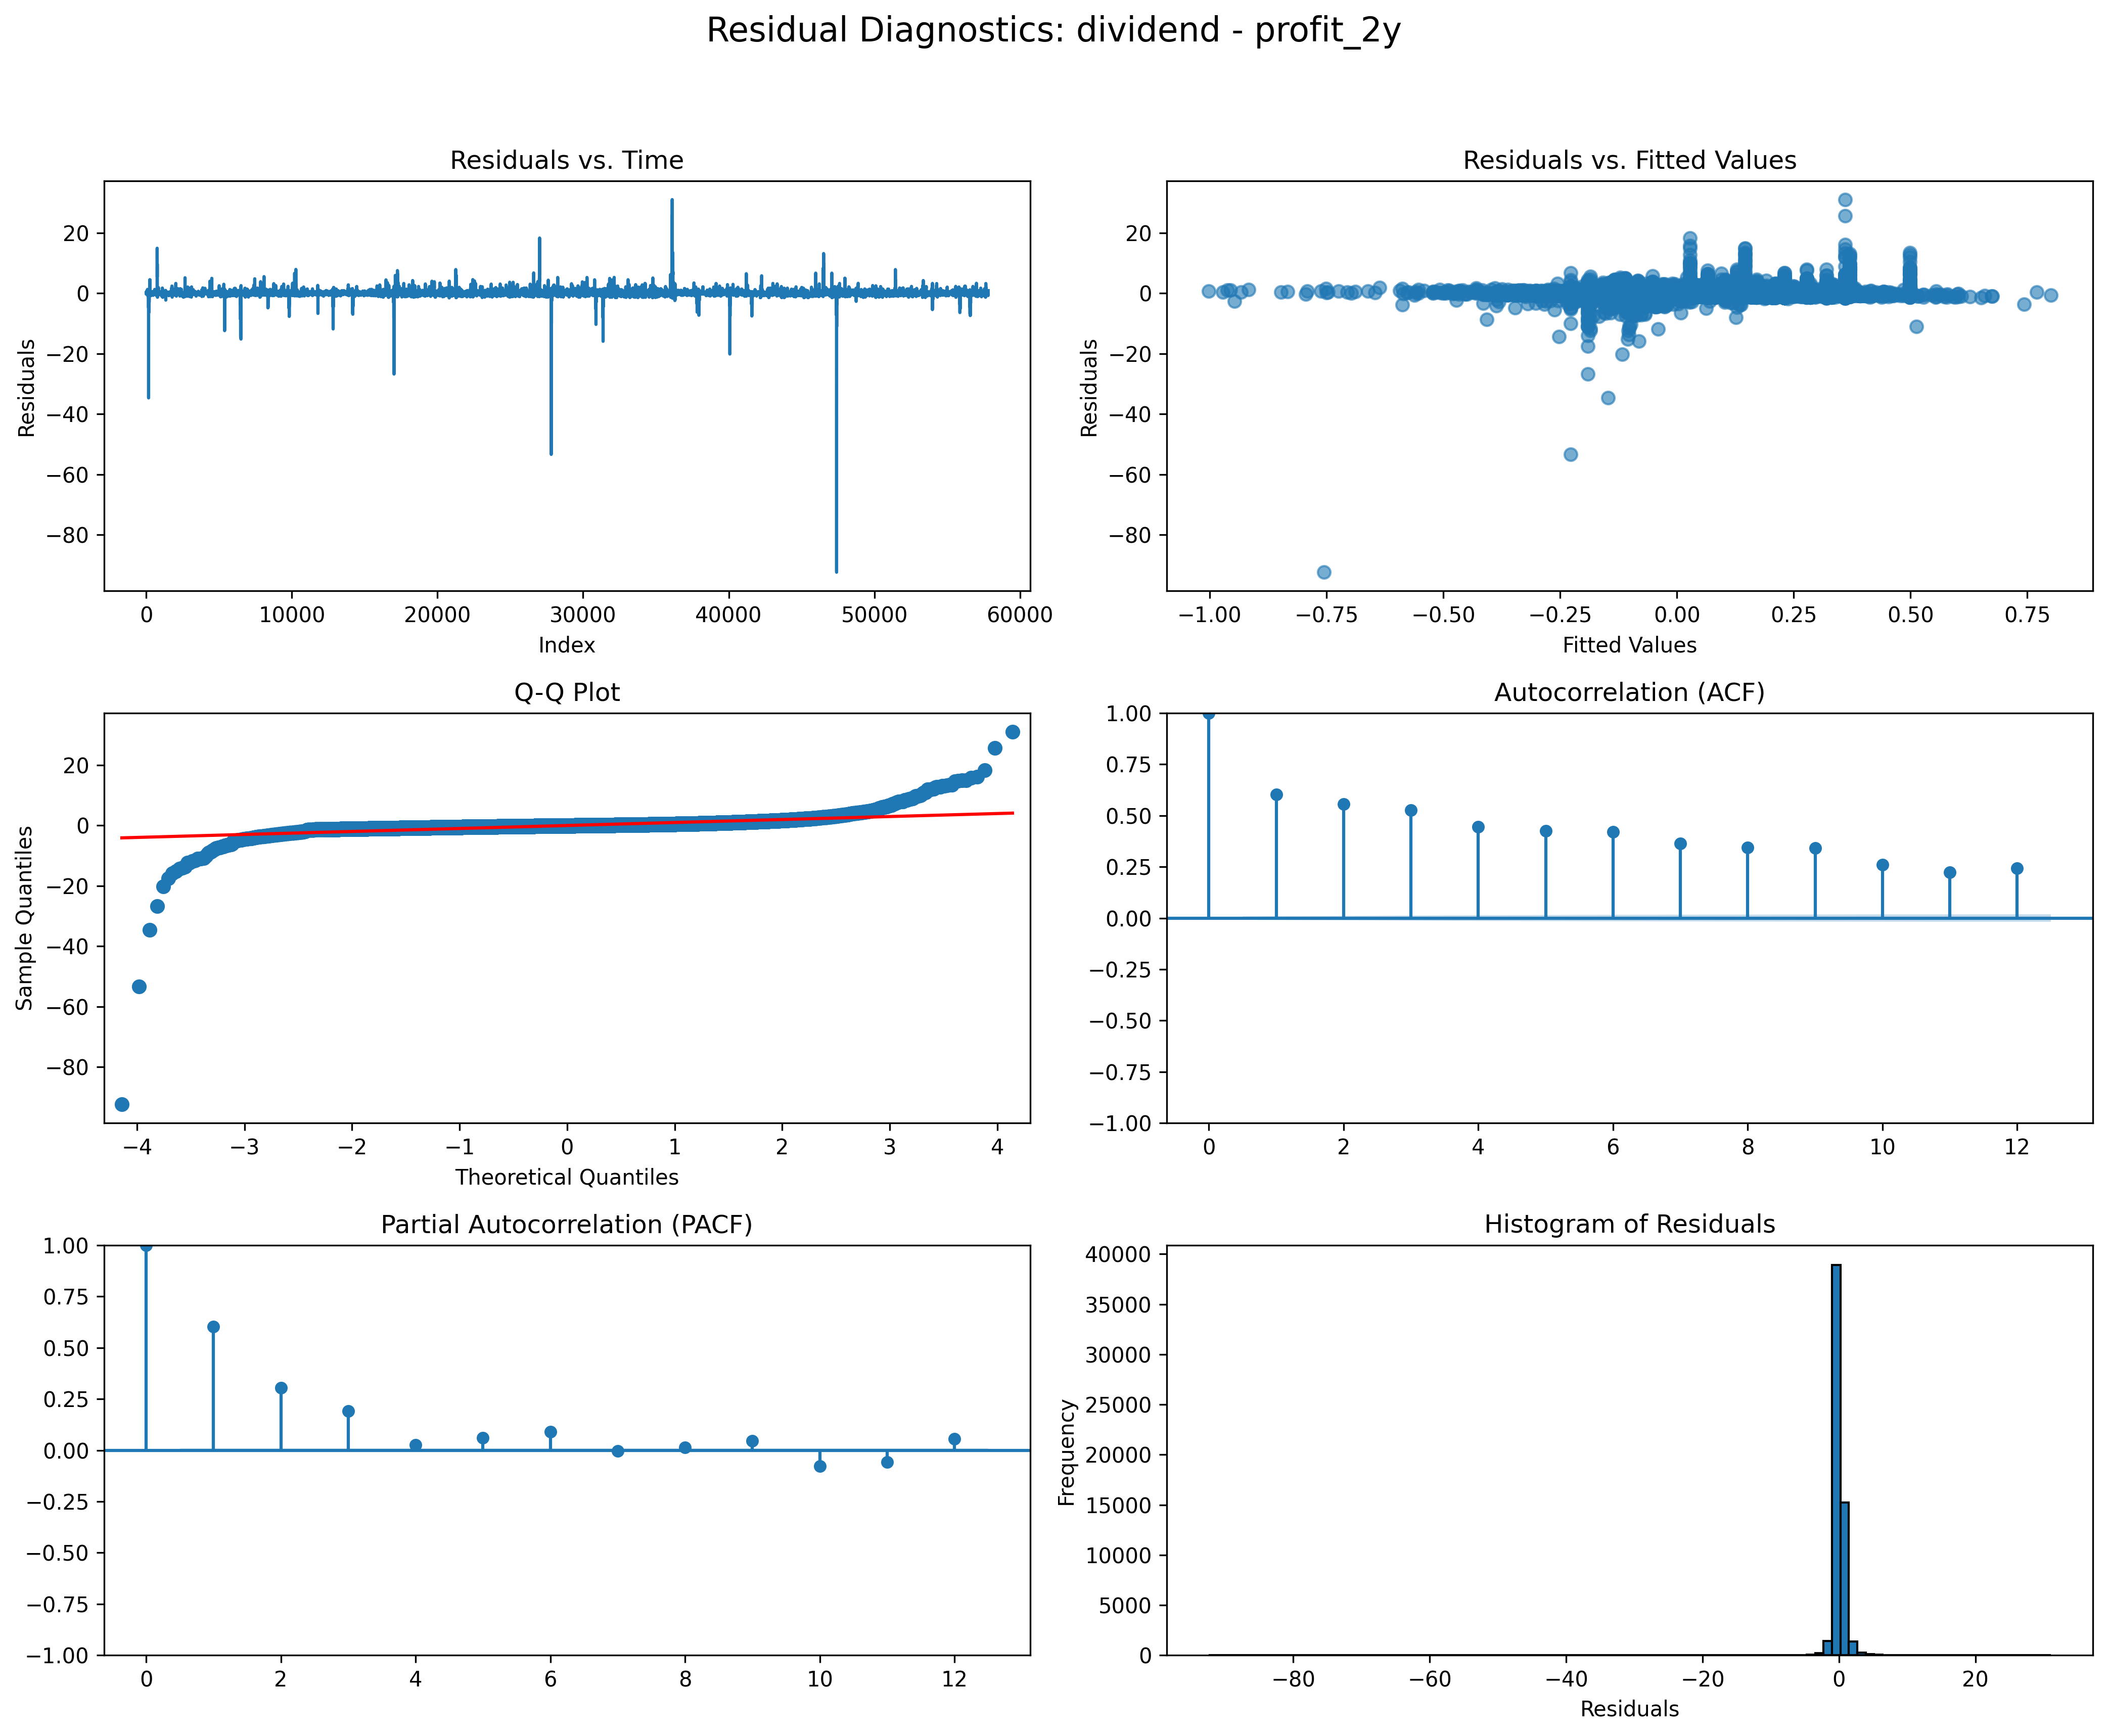 Residual Diagnostics: dividend - profit_2y
Residuals vs. Time
Residuals
20
0
−20
−40
−60
−80
0 10000 20000 30000 40000 50000 60000
Index
Residuals vs. Fitted Values
Residuals
20
0
−20
−40
−60
−80
−1.00 −0.75 −0.50 −0.25 0.00 0.25 0.50 0.75
Fitted Values
Q-Q Plot
Sample Quantiles
20
0
−20
−40
−60
−80
−4 −3 −2 −1 0 1 2 3 4
Theoretical Quantiles
Autocorrelation (ACF)
1.00
0.75
0.50
0.25
0.00
−0.25
−0.50
−0.75
−1.00
0 2 4 6 8 10 12
Partial Autocorrelation (PACF)
1.00
0.75
0.50
0.25
0.00
−0.25
−0.50
−0.75
−1.00
0 2 4 6 8 10 12
Histogram of Residuals
Frequency
40000
35000
30000
25000
20000
15000
10000
5000
0
−80 −60 −40 −20 0 20
Residuals